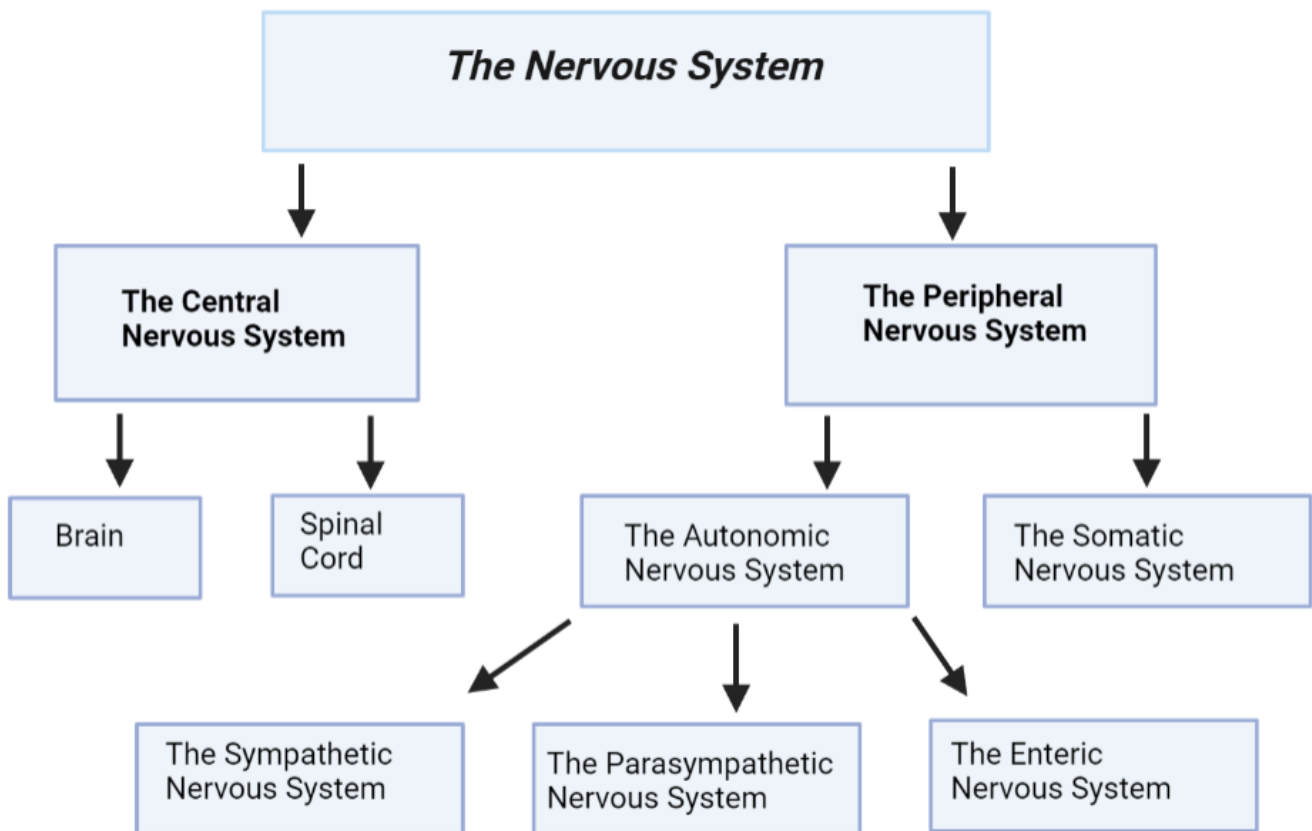 The Nervous System
The Central
Nervous System
The Peripheral
Nervous System
Brain
Spinal
Cord
The Autonomic
Nervous System
The Somatic
Nervous System
The Sympathetic
Nervous System
The Parasympathetic
Nervous System
The Enteric
Nervous System